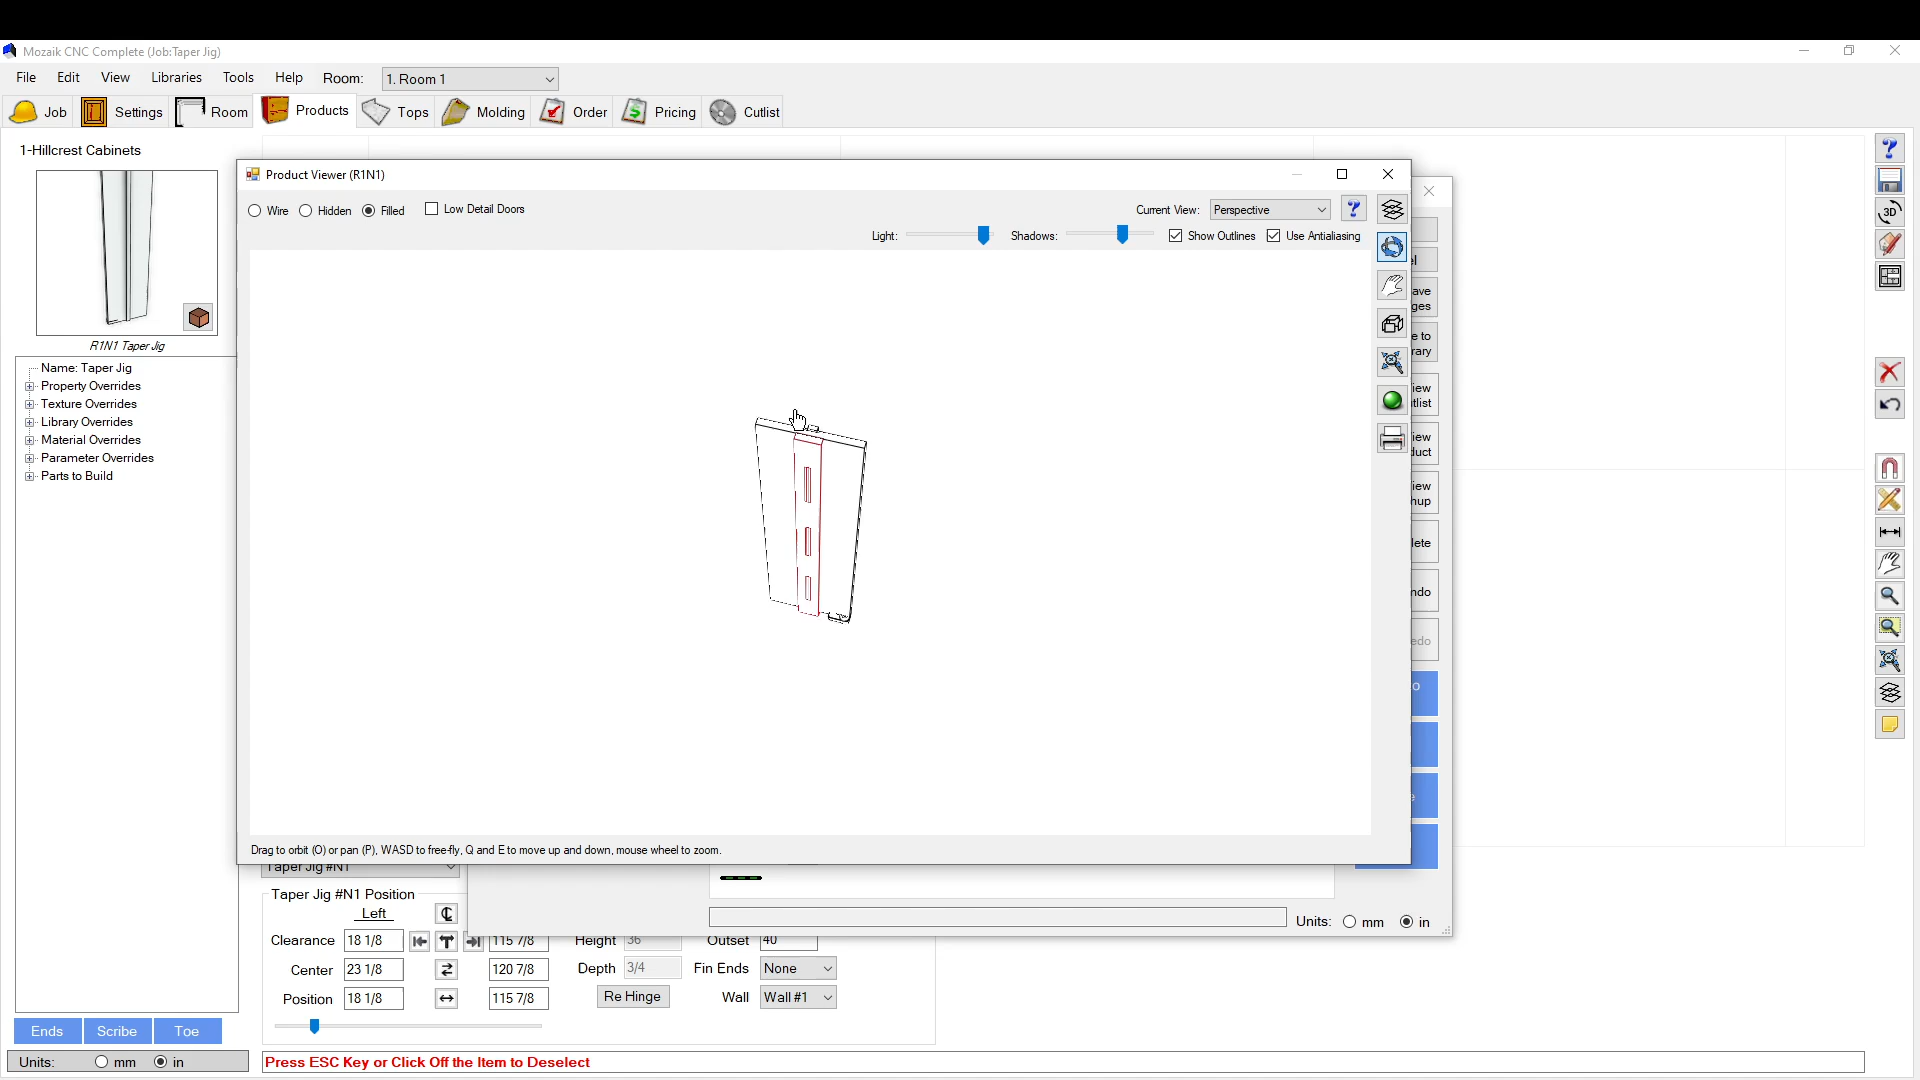 Mozaik CNC Complete (Job:Taper Jig)
File Edit View Libraries Tools Help Room: 1. Room 1
Job Settings Room Products Tops Molding Order Pricing Cutlist
1-Hillcrest Cabinets
R1N1 Taper Jig
Name: Taper Jig
Property Overrides
Texture Overrides
Library Overrides
Material Overrides
Parameter Overrides
Parts to Build
Ends Scribe Toe
Units: mm in
Product Viewer (R1N1)
Wire Hidden Filled Low Detail Doors
Current View: Perspective
Light: Shadows: Show Outlines Use Antialiasing
3D
Drag to orbit (O) or pan (P), WASD to free-fly, Q and E to move up and down, mouse wheel to zoom.
Taper Jig #N1
Units: mm in
Taper Jig #N1 Position
Left
Clearance 18 1/8 115 7/8 Height 36 Outset 40
Center 23 1/8 120 7/8 Depth 3/4 Fin Ends None
Position 18 1/8 115 7/8 Re Hinge Wall Wall #1
Press ESC Key or Click Off the Item to Deselect